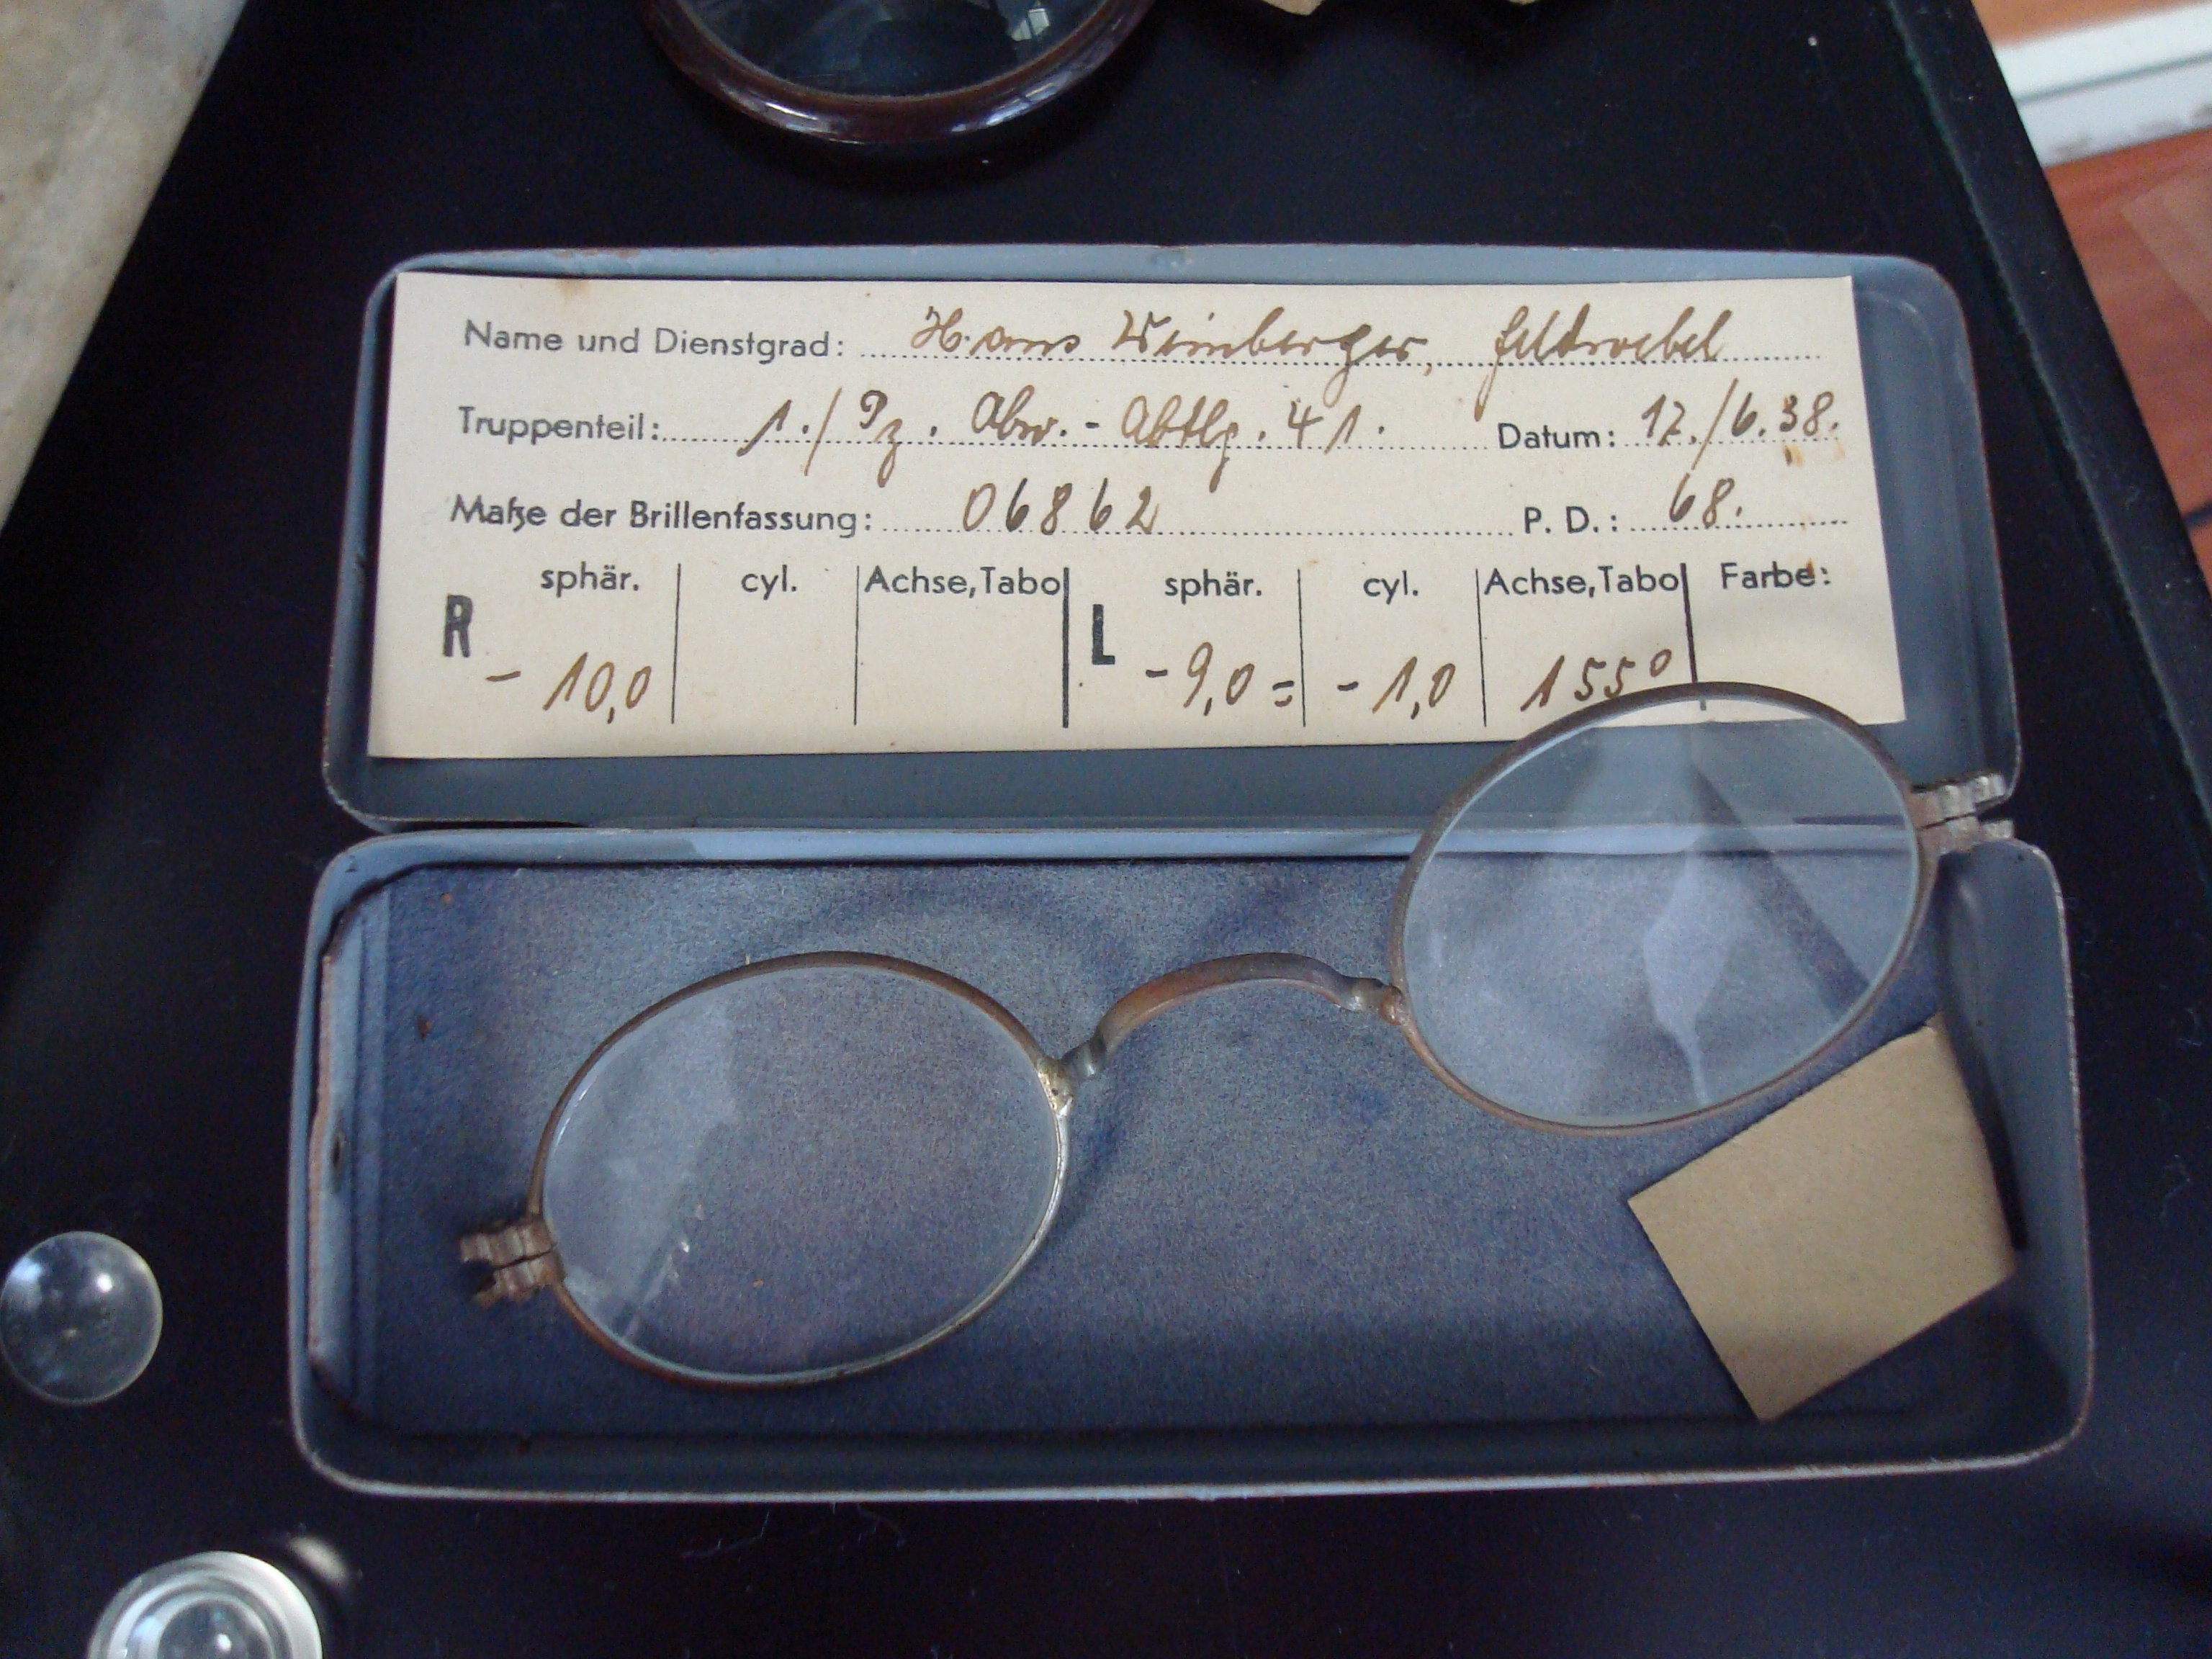 Name und Dienstgrad: Hans Weinberger, Feldwebel
Truppenteil: 1./Pz. Abw.-Abtlg. 41. Datum: 17./6.38.
Maße der Brillenfassung: 06862 P. D.: 68.
sphär. cyl. Achse, Tabo sphär. cyl. Achse, Tabo Farbe:
R - 10,0 L - 9,0 = - 1,0 155°